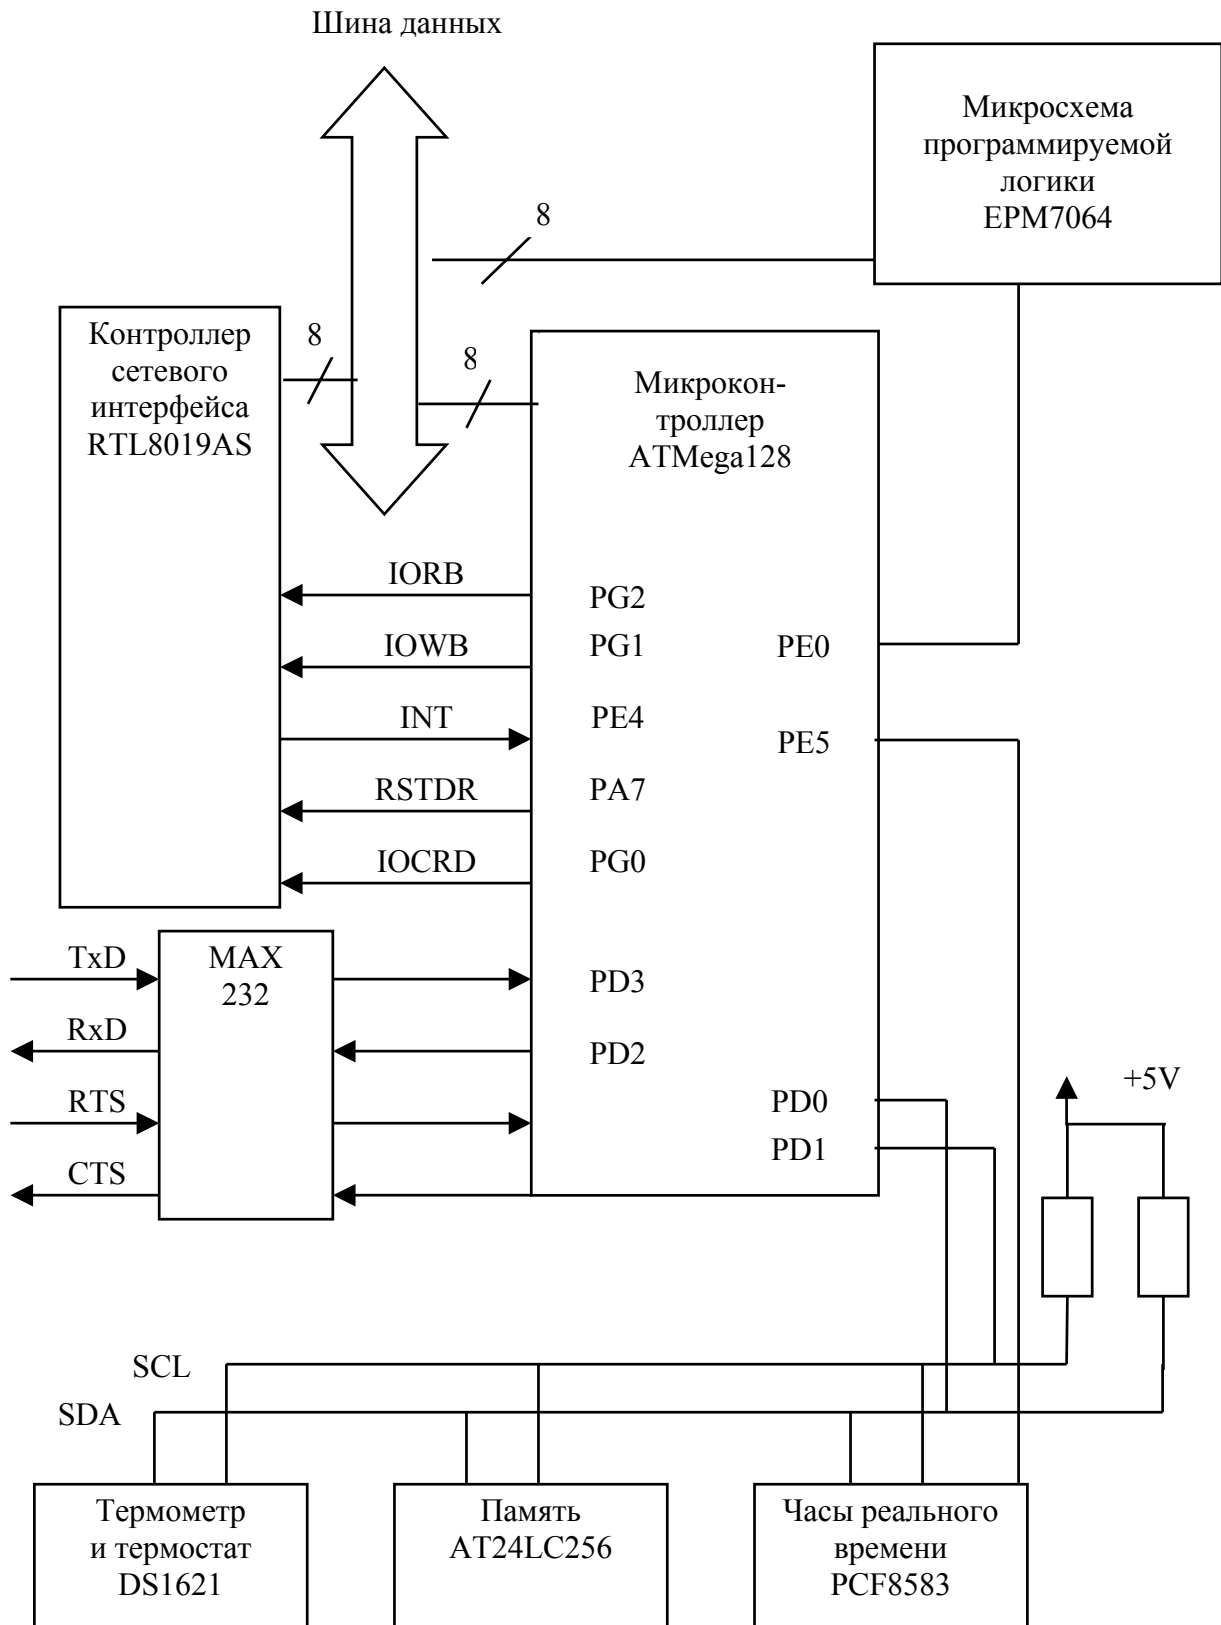 Шина данных
Микросхема
программируемой
логики
EPM7064
8
Контроллер
сетевого
интерфейса
RTL8019AS
8
8
Микрокон-
троллер
ATMega128
IORB
PG2
IOWB
PG1
PE0
INT
PE4
PE5
RSTDR
PA7
IOCRD
PG0
TxD
MAX
232
PD3
RxD
PD2
RTS
PD0
+5V
CTS
PD1
SCL
SDA
Термометр
и термостат
DS1621
Память
AT24LC256
Часы реального
времени
PCF8583